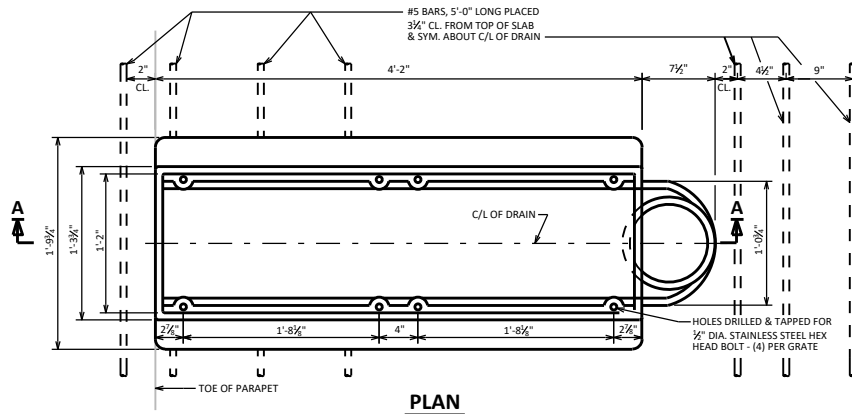 #5 BARS, 5'-0" LONG PLACED
3¼" CL. FROM TOP OF SLAB
& SYM. ABOUT C/L OF DRAIN
2"
CL.
4'-2"
7½"
2"
CL.
4½"
9"
A
A
1'-9¾"
1'-3¾"
1'-2"
C/L OF DRAIN
1'-0¾"
2⅞"
1'-8⅛"
4"
1'-8⅛"
2⅞"
HOLES DRILLED & TAPPED FOR
½" DIA. STAINLESS STEEL HEX
HEAD BOLT - (4) PER GRATE
TOE OF PARAPET
PLAN